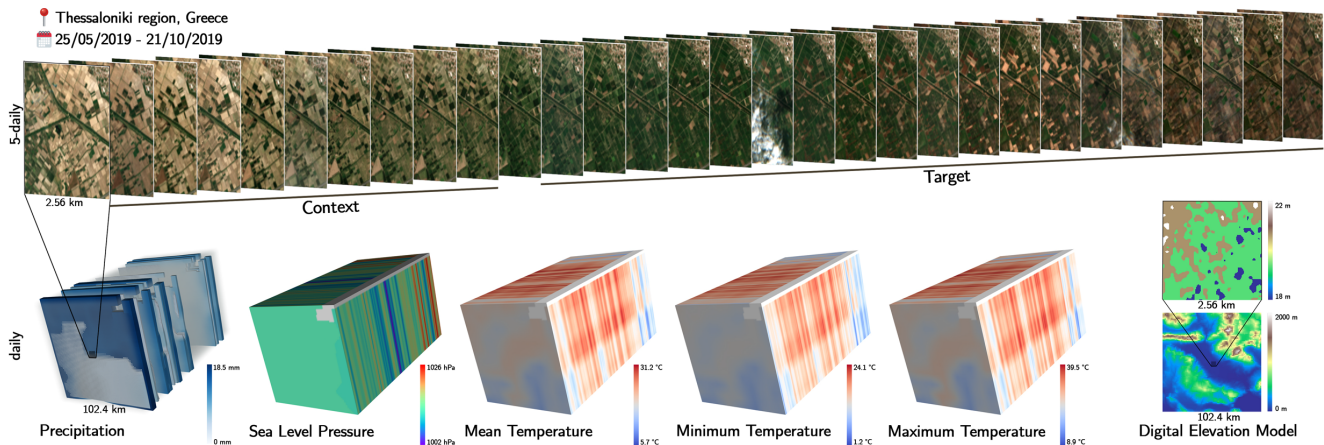 Thessaloniki region, Greece
25/05/2019 - 21/10/2019
5-daily
2.56 km
Context
Target
daily
102.4 km
18.5 mm
0 mm
Precipitation
1026 hPa
1002 hPa
Sea Level Pressure
31.2 °C
5.7 °C
Mean Temperature
24.1 °C
1.2 °C
Minimum Temperature
39.5 °C
8.9 °C
Maximum Temperature
22 m
18 m
2.56 km
2000 m
0 m
102.4 km
Digital Elevation Model